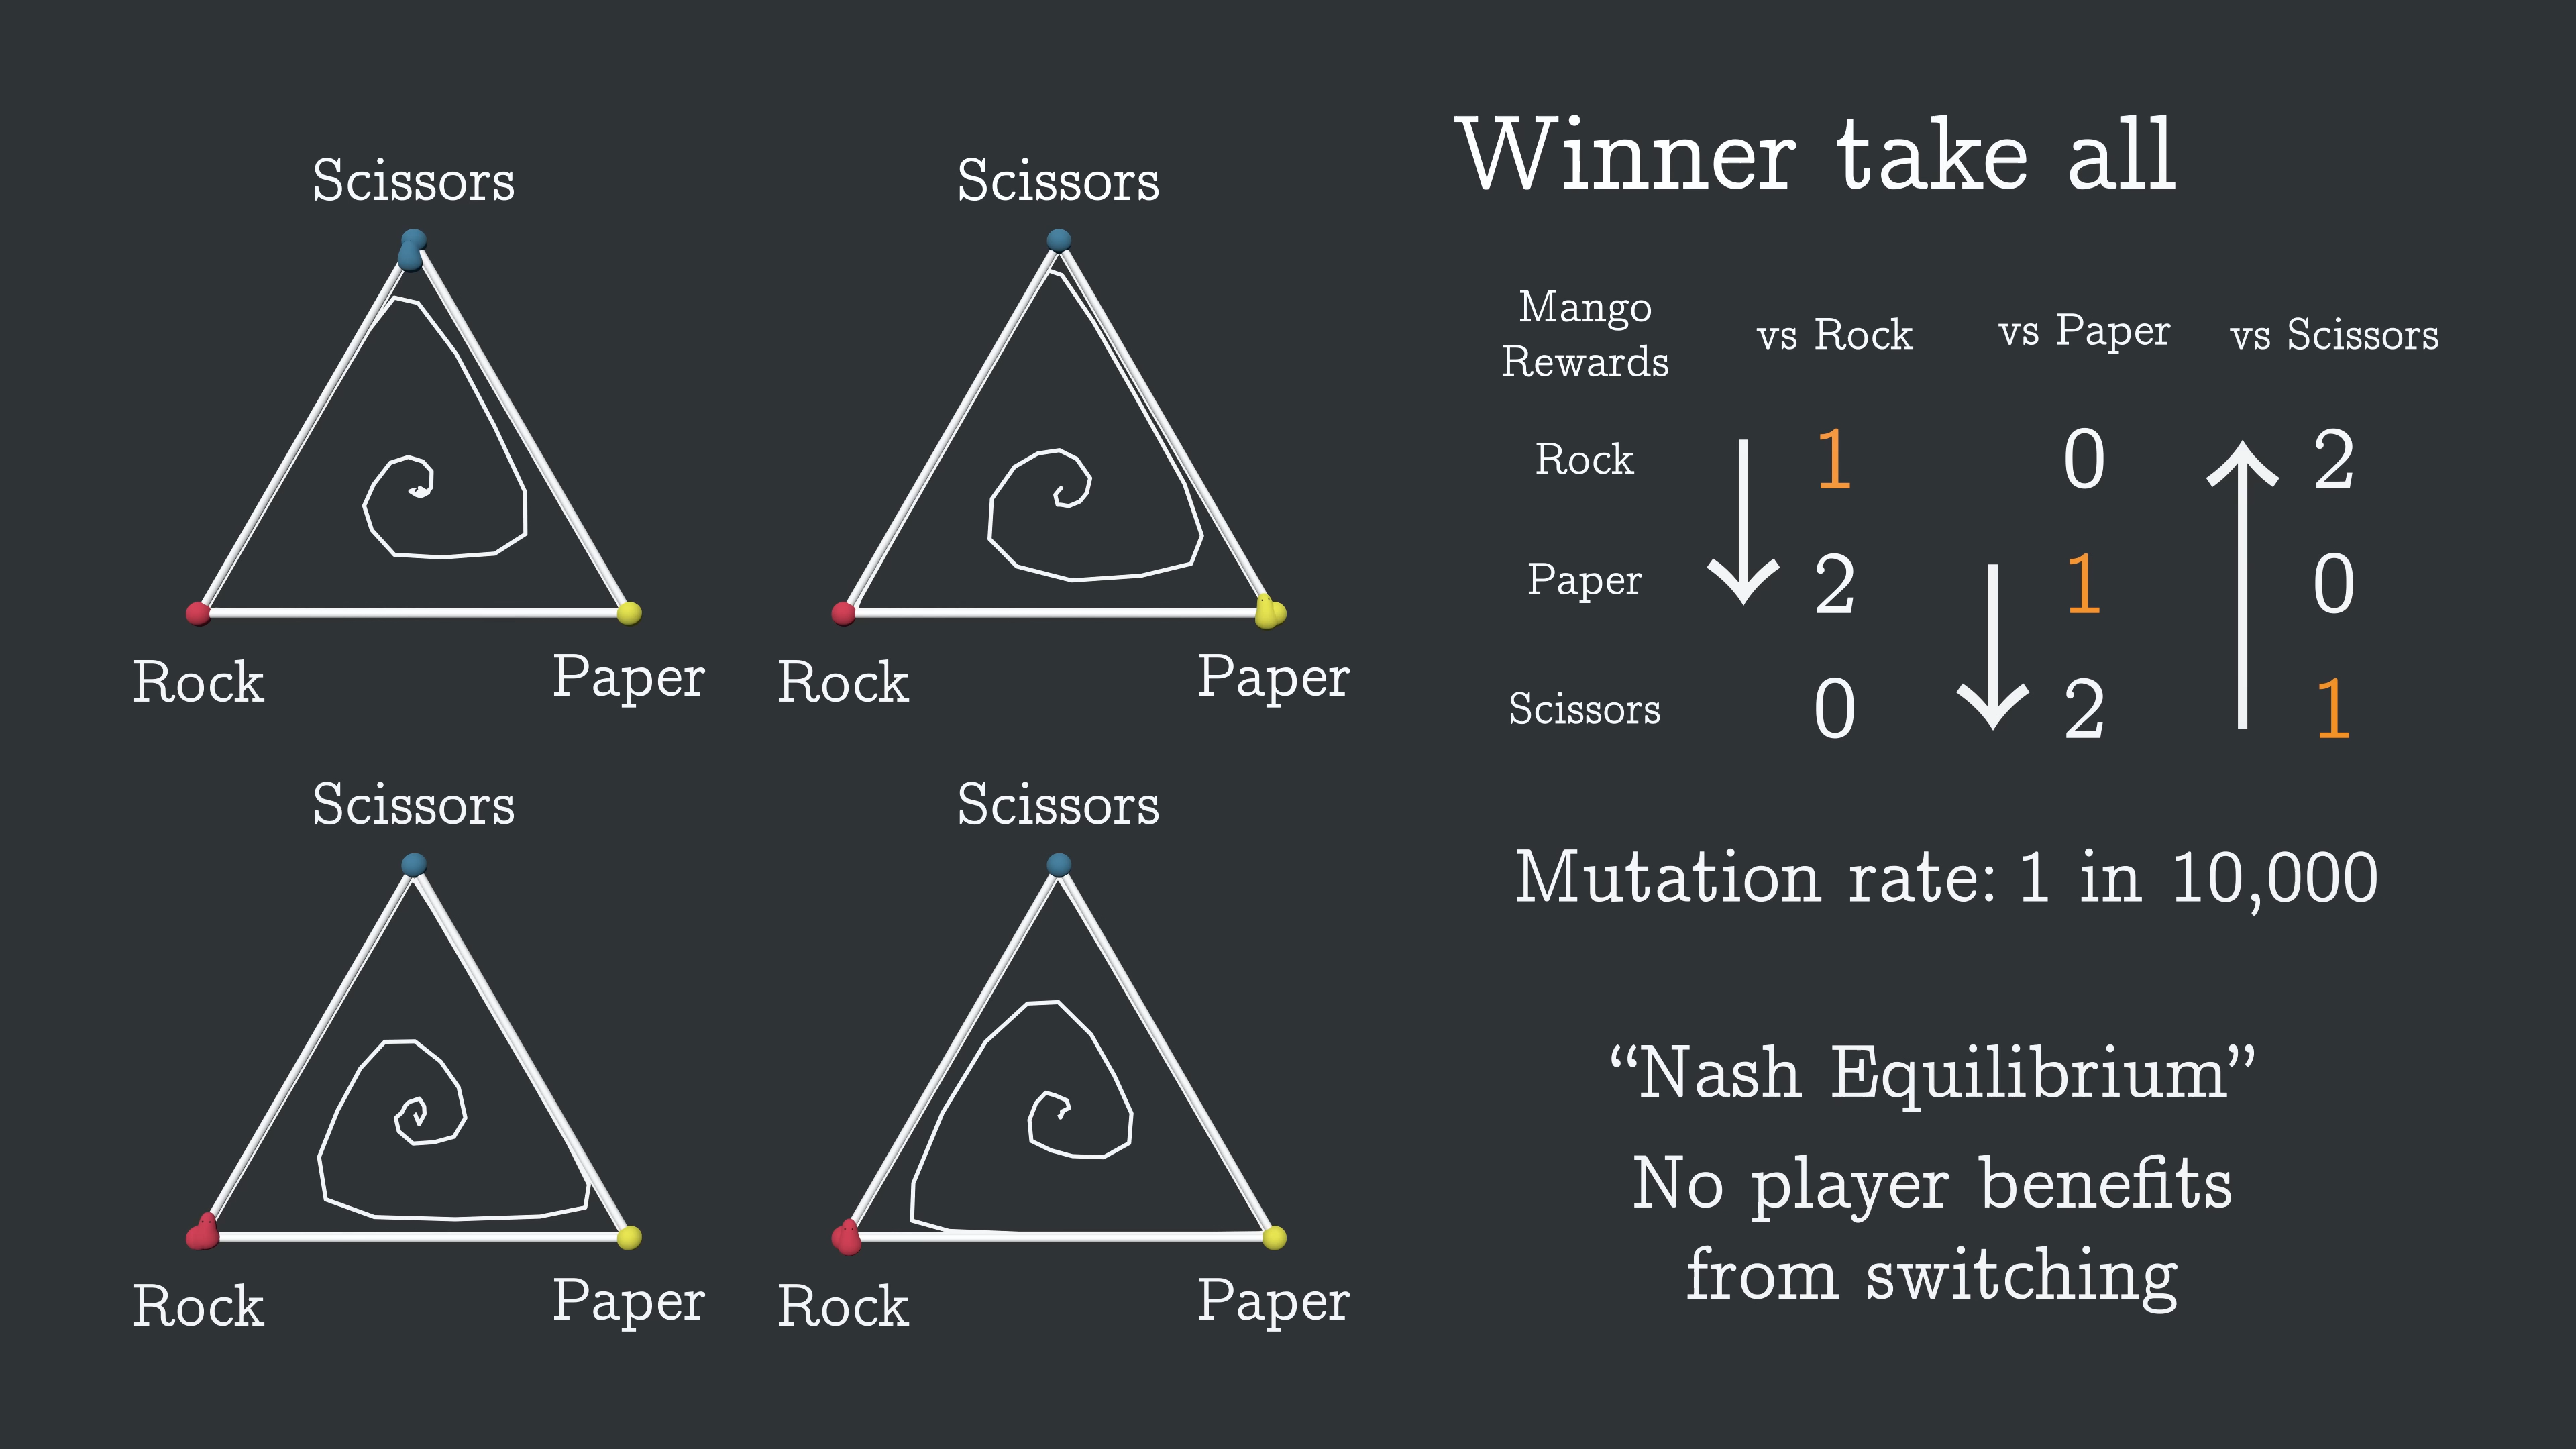 Scissors
Rock Paper
Scissors
Rock Paper
Scissors
Rock Paper
Scissors
Rock Paper
Winner take all
Mango
Rewards
vs Rock vs Paper vs Scissors
Rock 1 0 2
Paper 2 1 0
Scissors 0 2 1
Mutation rate: 1 in 10,000
“Nash Equilibrium”
No player benefits
from switching